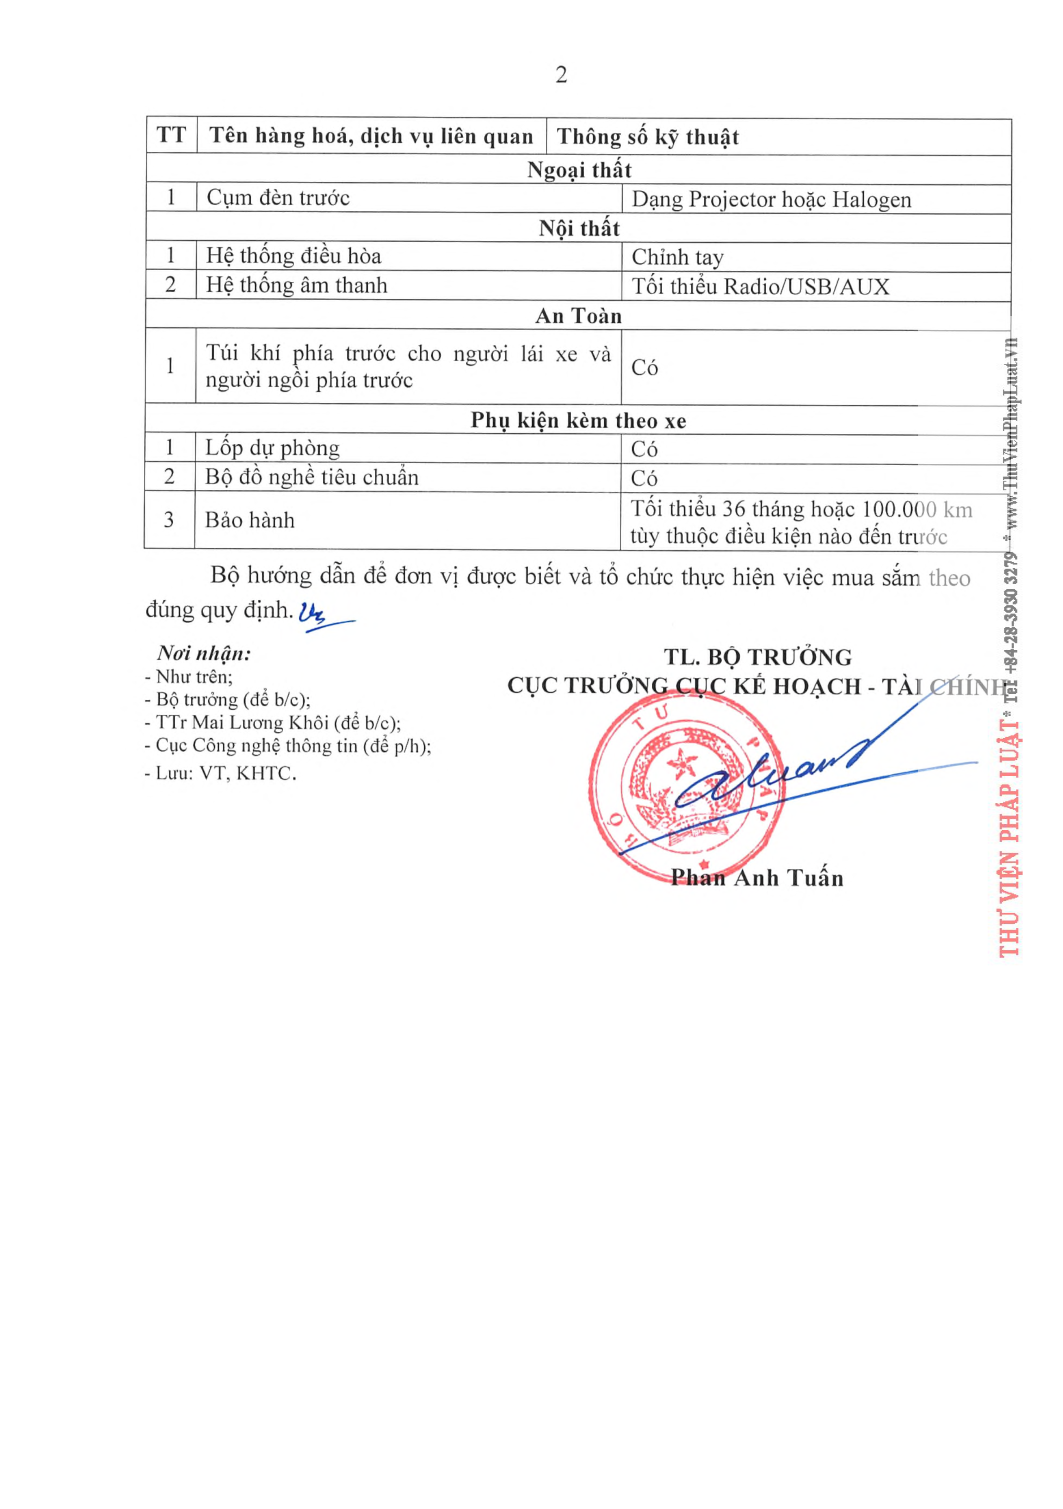 2
TT Tên hàng hoá, dịch vụ liên quan Thông số kỹ thuật
Ngoại thất
1 Cụm đèn trước Dạng Projector hoặc Halogen
Nội thất
1 Hệ thống điều hòa Chỉnh tay
2 Hệ thống âm thanh Tối thiểu Radio/USB/AUX
An Toàn
1 Túi khí phía trước cho người lái xe và
người ngồi phía trước Có
Phụ kiện kèm theo xe
1 Lốp dự phòng Có
2 Bộ đồ nghề tiêu chuẩn Có
3 Bảo hành Tối thiểu 36 tháng hoặc 100.000 km
tùy thuộc điều kiện nào đến trước
Bộ hướng dẫn để đơn vị được biết và tổ chức thực hiện việc mua sắm theo
đúng quy định.
Nơi nhận:
- Như trên;
- Bộ trưởng (để b/c);
- TTr Mai Lương Khôi (để b/c);
- Cục Công nghệ thông tin (để p/h);
- Lưu: VT, KHTC.
TL. BỘ TRƯỞNG
CỤC TRƯỞNG CỤC KẾ HOẠCH - TÀI CHÍNH
BỘ TƯ PHÁP
Phan Anh Tuấn
THƯ VIỆN PHÁP LUẬT * Tel: +84-28-3930 3279 * www.ThuVienPhapLuat.vn